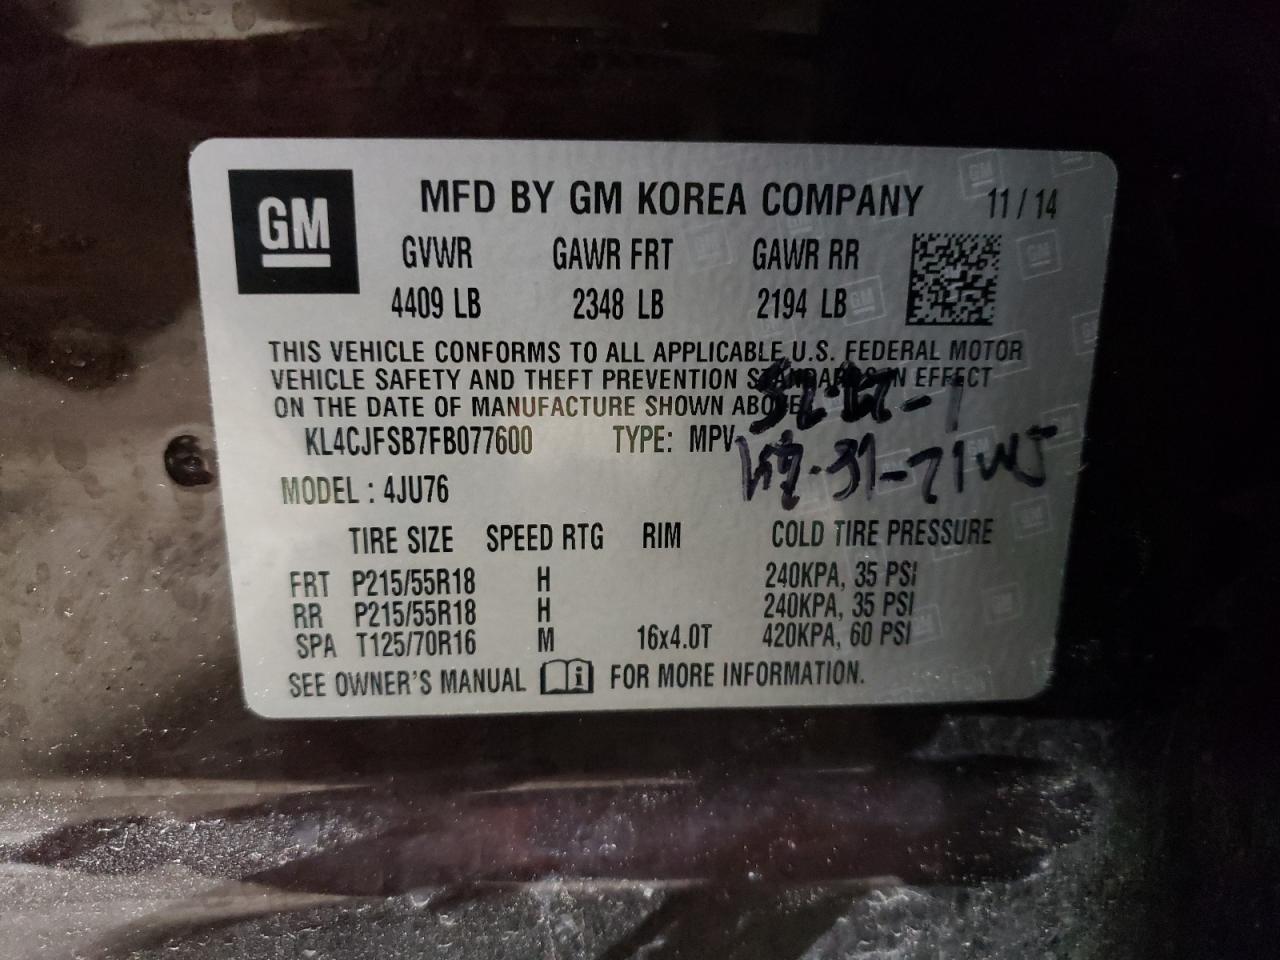 GM MFD BY GM KOREA COMPANY 11/14
GVWR GAWR FRT GAWR RR
4409 LB 2348 LB 2194 LB
THIS VEHICLE CONFORMS TO ALL APPLICABLE U.S. FEDERAL MOTOR
VEHICLE SAFETY AND THEFT PREVENTION STANDARDS IN EFFECT
ON THE DATE OF MANUFACTURE SHOWN ABOVE
KL4CJFSB7FB077600 TYPE: MPV
MODEL : 4JU76
TIRE SIZE SPEED RTG RIM COLD TIRE PRESSURE
FRT P215/55R18 H 240KPA, 35 PSI
RR P215/55R18 H 240KPA, 35 PSI
SPA T125/70R16 M 16x4.0T 420KPA, 60 PSI
SEE OWNER'S MANUAL FOR MORE INFORMATION.